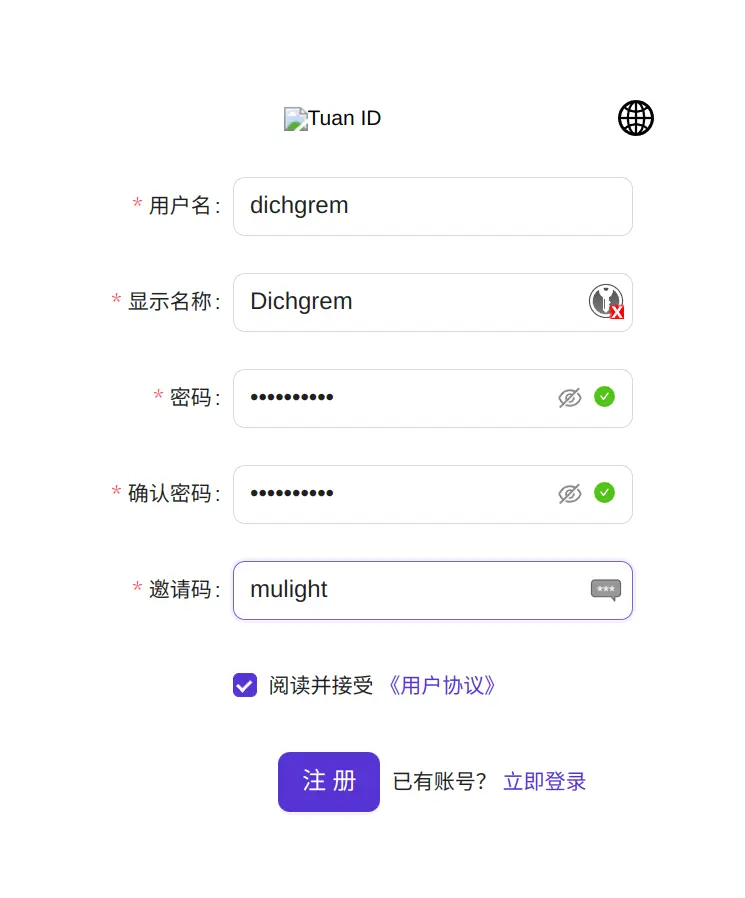 Tuan ID
* 用户名 : dichgrem
* 显示名称 : Dichgrem
* 密码 : ••••••••••
* 确认密码 : ••••••••••
* 邀请码 : mulight
阅读并接受 《用户协议》
注 册 已有账号? 立即登录